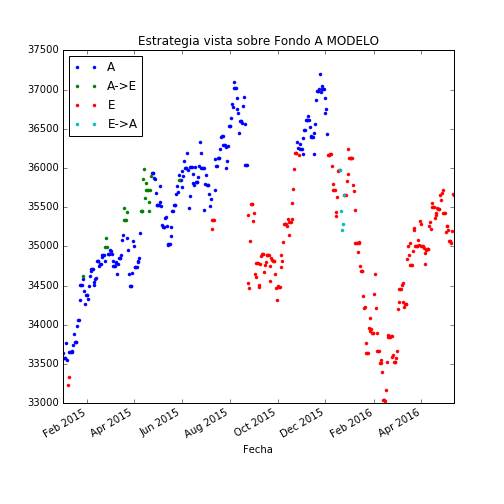 Estrategia vista sobre Fondo A MODELO
37500
37000
36500
36000
35500
35000
34500
34000
33500
33000
A
A->E
E
E->A
Feb 2015
Apr 2015
Jun 2015
Aug 2015
Oct 2015
Dec 2015
Feb 2016
Apr 2016
Fecha